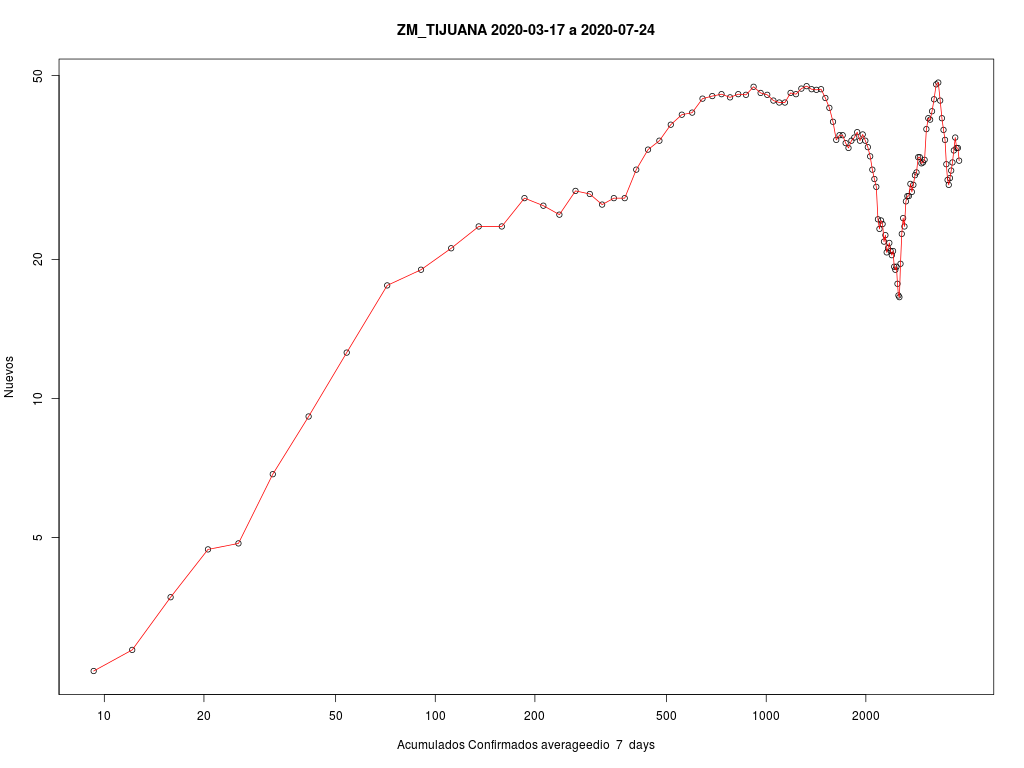 ZM_TIJUANA 2020-03-17 a 2020-07-24
50
20
10
5
Nuevos
10 20 50 100 200 500 1000 2000
Acumulados Confirmados averageedio 7 days